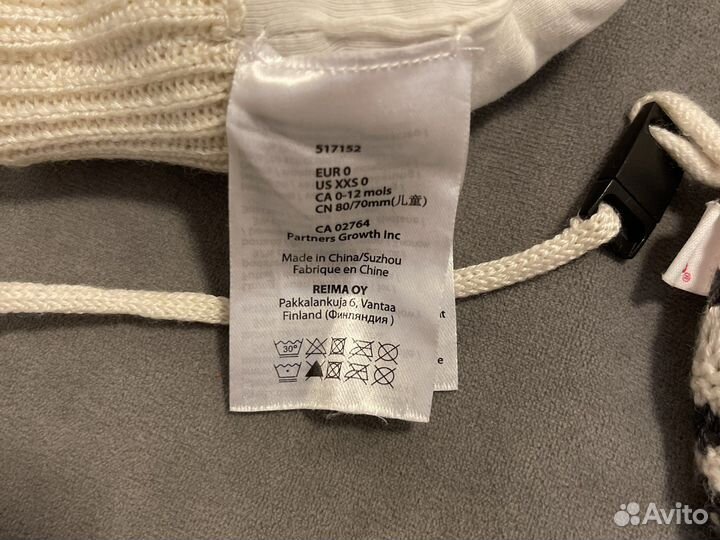 517152
EUR 0
US XXS 0
CA 0-12 mols
CN 80/70mm(儿童)
CA 02764
Partners Growth Inc
Made in China/Suzhou
Fabrique en Chine
REIMA OY
Pakkalankuja 6, Vantaa
Finland (Финляндия )
30°
Avito